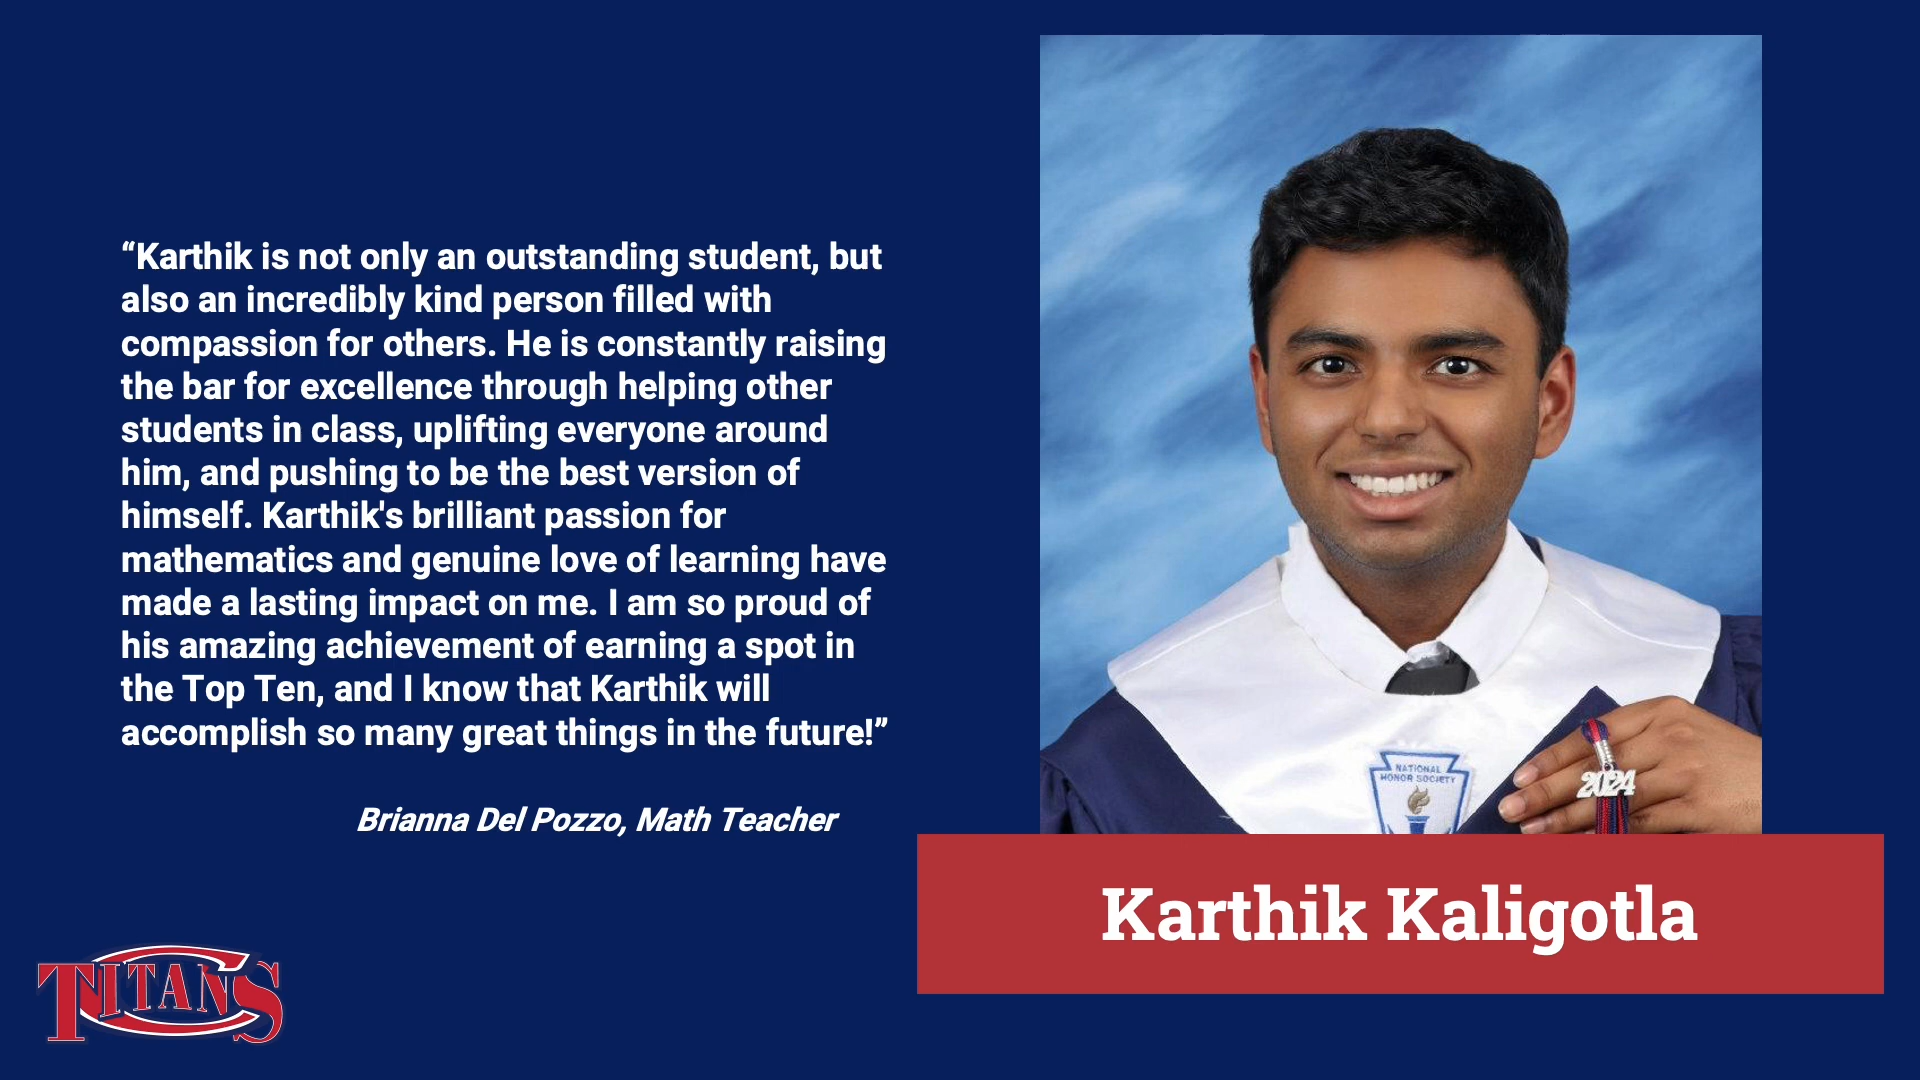 “Karthik is not only an outstanding student, but
also an incredibly kind person filled with
compassion for others. He is constantly raising
the bar for excellence through helping other
students in class, uplifting everyone around
him, and pushing to be the best version of
himself. Karthik's brilliant passion for
mathematics and genuine love of learning have
made a lasting impact on me. I am so proud of
his amazing achievement of earning a spot in
the Top Ten, and I know that Karthik will
accomplish so many great things in the future!”
Brianna Del Pozzo, Math Teacher
NATIONAL
HONOR SOCIETY
2024
Karthik Kaligotla
TITANS